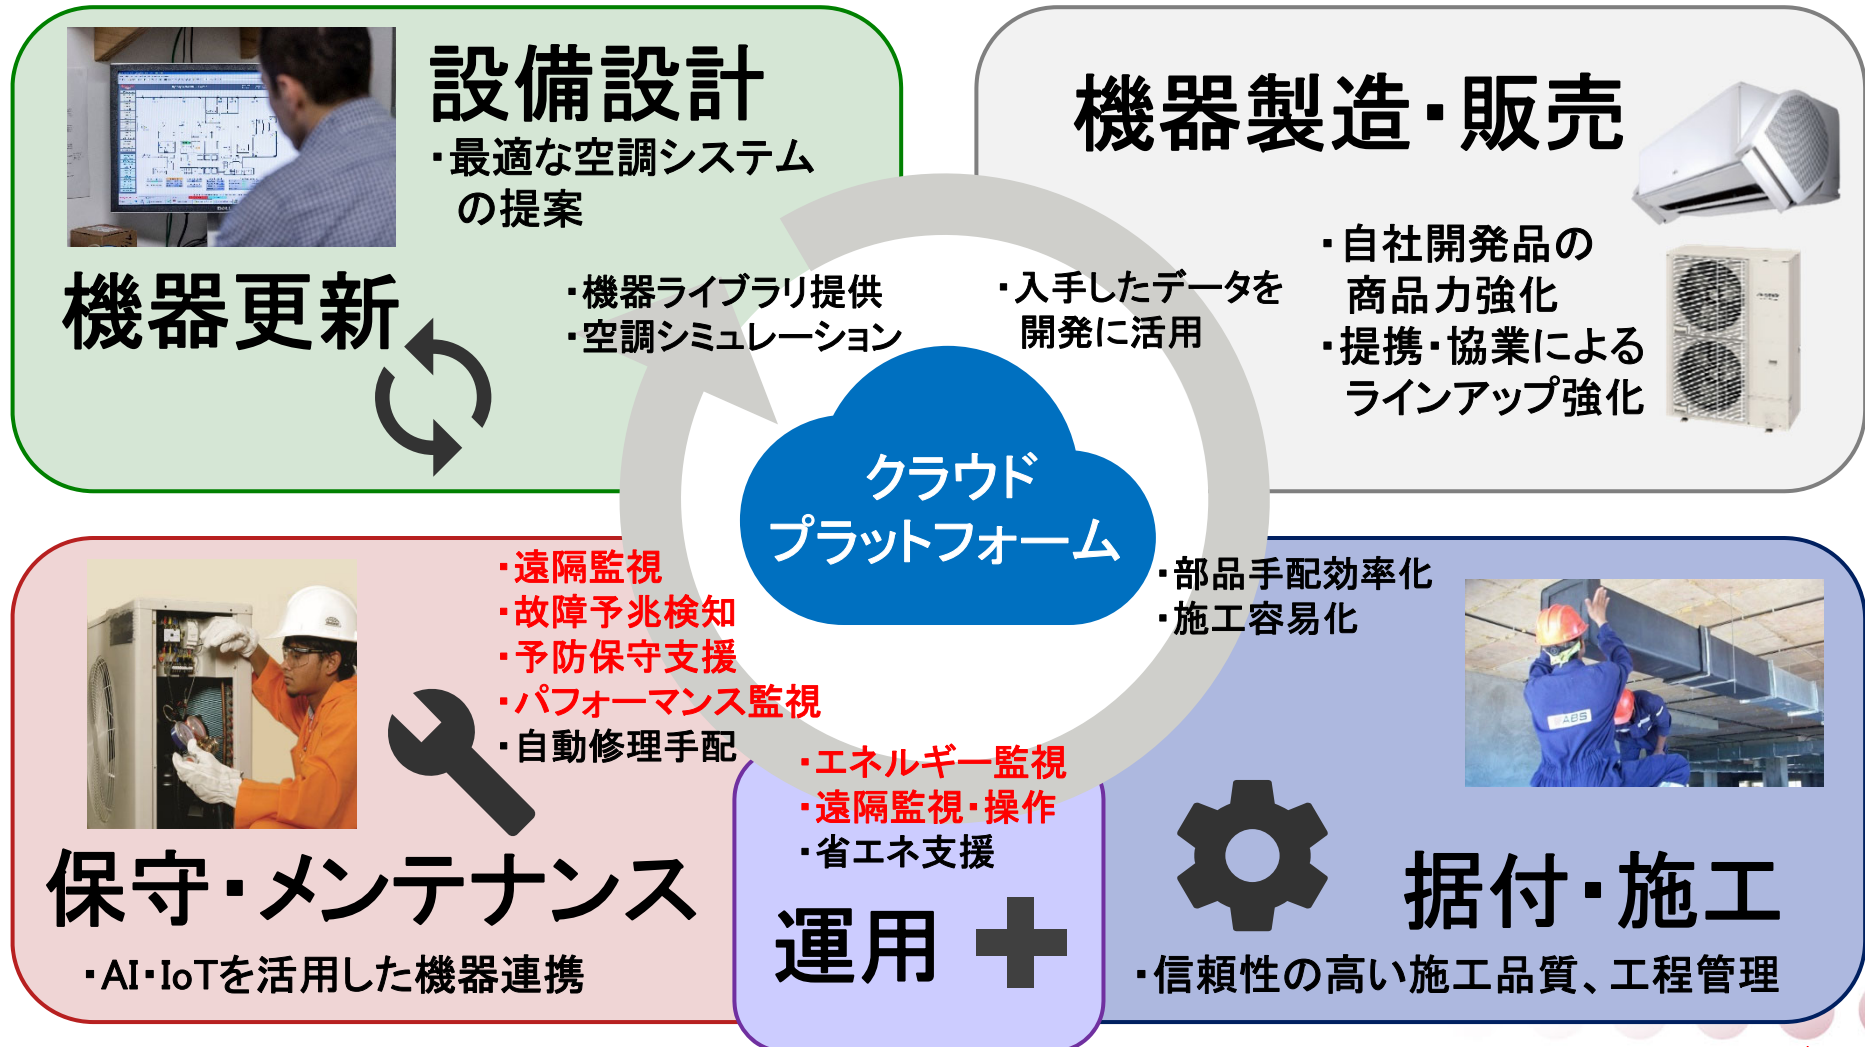 設備設計
・最適な空調システム
の提案
機器更新
・機器ライブラリ提供
・空調シミュレーション
機器製造・販売
・自社開発品の
商品力強化
・提携・協業による
ラインアップ強化
・入手したデータを
開発に活用
クラウド
プラットフォーム
・遠隔監視
・故障予兆検知
・予防保守支援
・パフォーマンス監視
・自動修理手配
保守・メンテナンス
・AI・IoTを活用した機器連携
・エネルギー監視
・遠隔監視・操作
・省エネ支援
運用
・部品手配効率化
・施工容易化
ABS
据付・施工
・信頼性の高い施工品質、工程管理